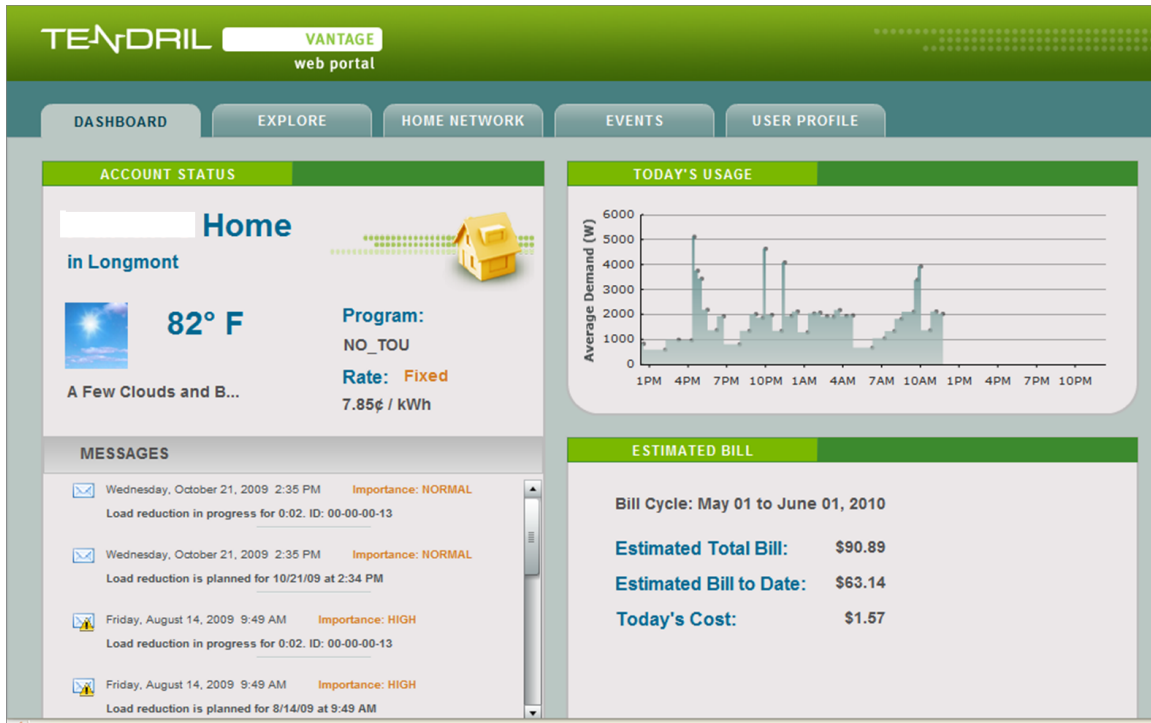 TENDRIL VANTAGE
web portal
DASHBOARD EXPLORE HOME NETWORK EVENTS USER PROFILE
ACCOUNT STATUS
Home
in Longmont
82° F
A Few Clouds and B...
Program:
NO_TOU
Rate: Fixed
7.85¢ / kWh
MESSAGES
Wednesday, October 21, 2009 2:35 PM Importance: NORMAL
Load reduction in progress for 0:02. ID: 00-00-00-13
Wednesday, October 21, 2009 2:35 PM Importance: NORMAL
Load reduction is planned for 10/21/09 at 2:34 PM
Friday, August 14, 2009 9:49 AM Importance: HIGH
Load reduction in progress for 0:02. ID: 00-00-00-13
Friday, August 14, 2009 9:49 AM Importance: HIGH
Load reduction is planned for 8/14/09 at 9:49 AM
TODAY'S USAGE
Average Demand (W)
6000
5000
4000
3000
2000
1000
0
1PM 4PM 7PM 10PM 1AM 4AM 7AM 10AM 1PM 4PM 7PM 10PM
ESTIMATED BILL
Bill Cycle: May 01 to June 01, 2010
Estimated Total Bill: $90.89
Estimated Bill to Date: $63.14
Today's Cost: $1.57